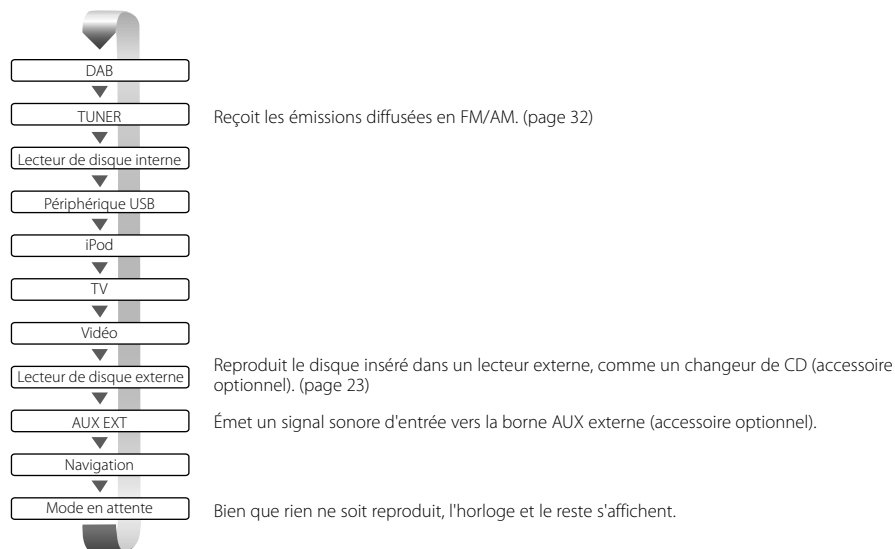 DAB
TUNER
Reçoit les émissions diffusées en FM/AM. (page 32)
Lecteur de disque interne
Périphérique USB
iPod
TV
Vidéo
Lecteur de disque externe
Reproduit le disque inséré dans un lecteur externe, comme un changeur de CD (accessoire
optionnel). (page 23)
AUX EXT
Émet un signal sonore d'entrée vers la borne AUX externe (accessoire optionnel).
Navigation
Mode en attente
Bien que rien ne soit reproduit, l'horloge et le reste s'affichent.